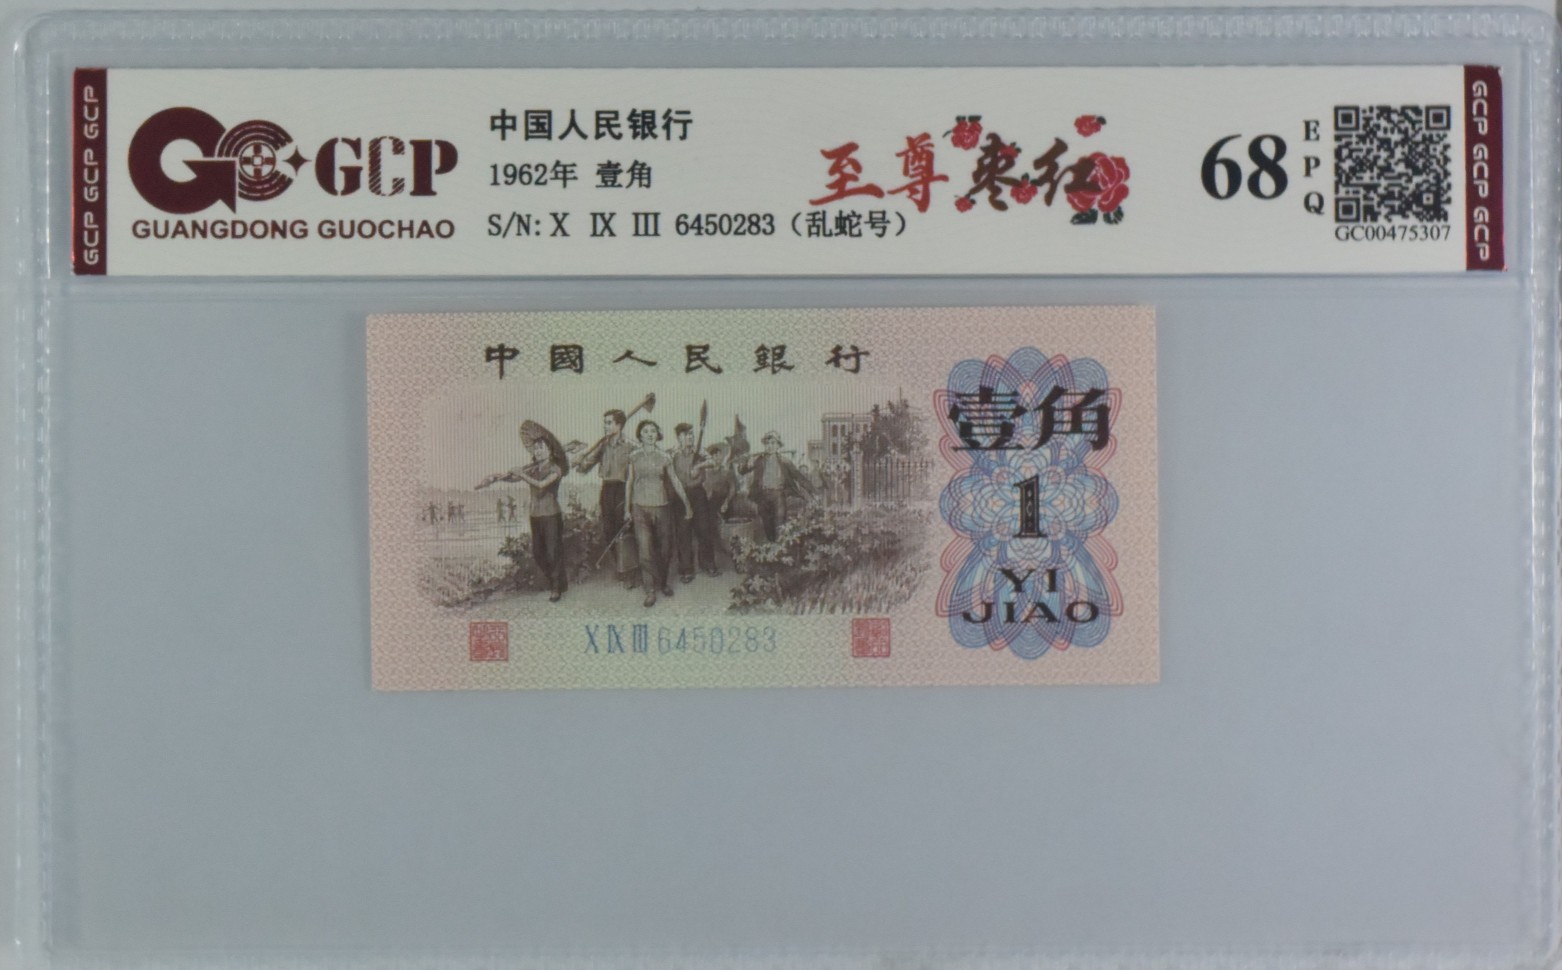 GCP GCP GCP
GCP
GUANGDONG GUOCHAO
中国人民银行
1962年 壹角
S/N: X IX III 6450283（乱蛇号）
至尊枣红
68
EPQ
GC00475307
GCP GCP GCP
中國人民銀行
壹角
1
YI
JIAO
X IX III 6450283